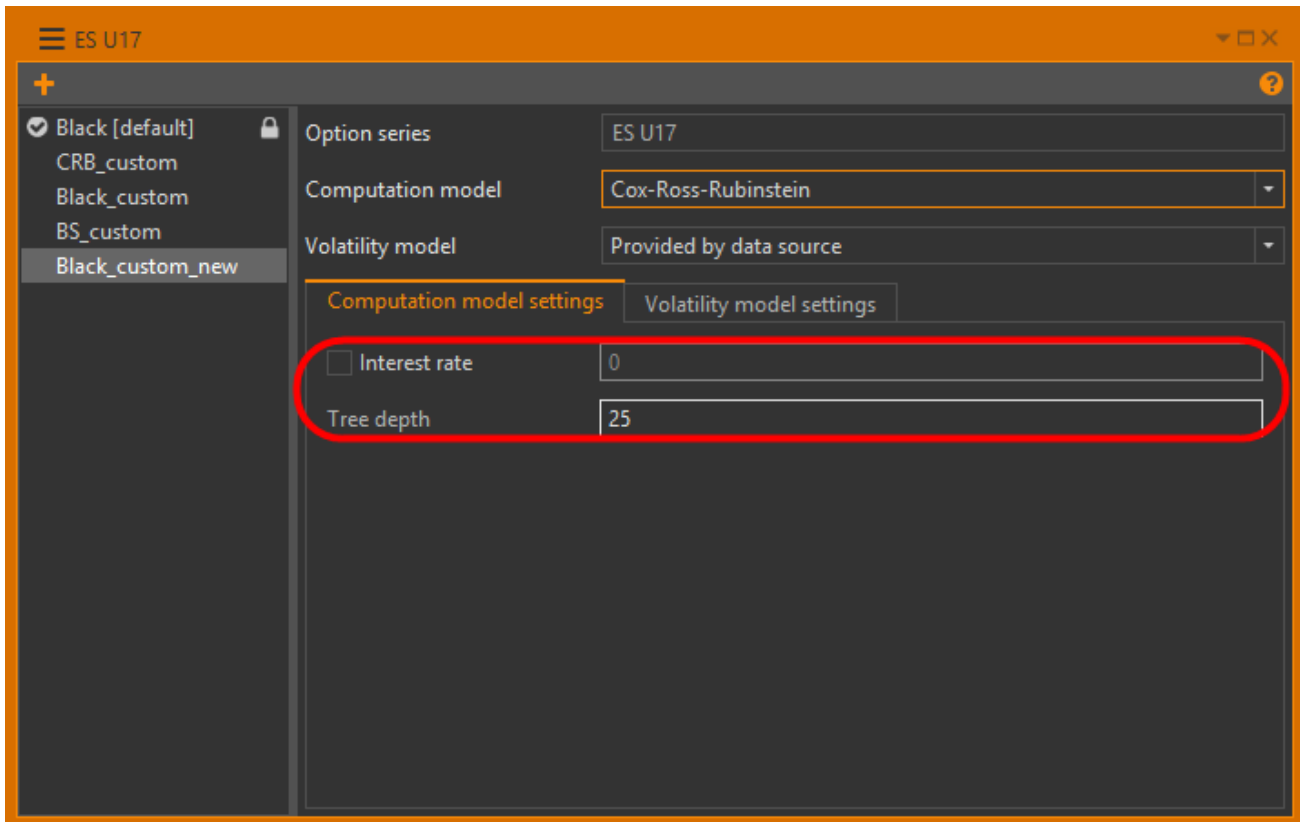 ES U17
+
?
Black [default]
CRB_custom
Black_custom
BS_custom
Black_custom_new
Option series ES U17
Computation model Cox-Ross-Rubinstein
Volatility model Provided by data source
Computation model settings Volatility model settings
Interest rate 0
Tree depth 25